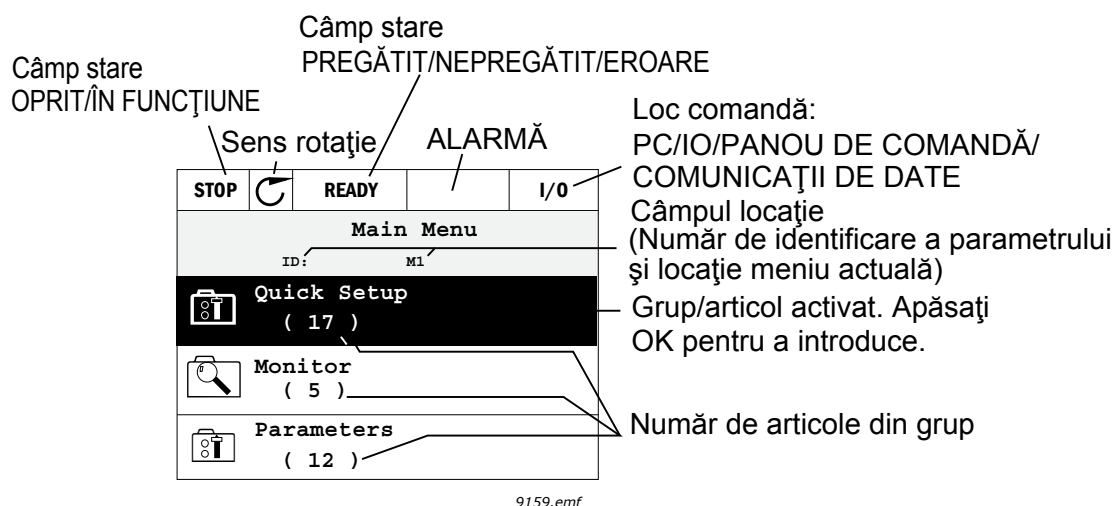 Câmp stare
PREGĂTIT/NEPREGĂTIT/EROARE
Câmp stare
OPRIT/ÎN FUNCŢIUNE
Sens rotaţie
ALARMĂ
Loc comandă:
PC/IO/PANOU DE COMANDĂ/
COMUNICAŢII DE DATE
STOP
READY
I/O
Main Menu
ID:
M1
Câmpul locaţie
(Număr de identificare a parametrului
şi locaţie meniu actuală)
Quick Setup
( 17 )
Grup/articol activat. Apăsaţi
OK pentru a introduce.
Monitor
( 5 )
Parameters
( 12 )
Număr de articole din grup
9159.emf